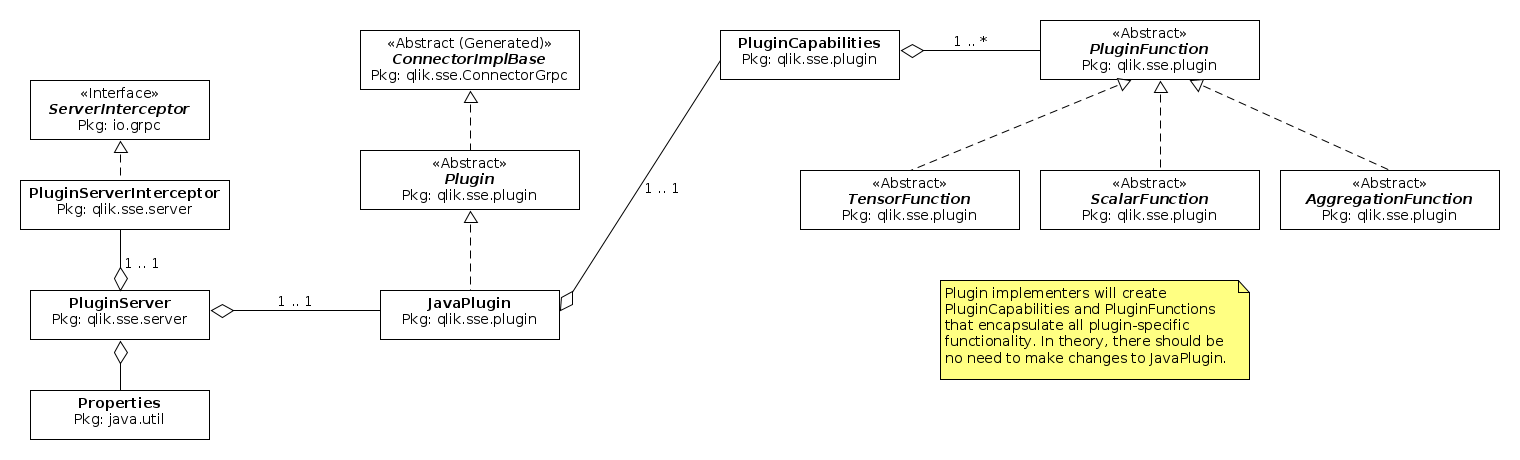 «Interface»
ServerInterceptor
Pkg: io.grpc
PluginServerInterceptor
Pkg: qlik.sse.server
1 .. 1
PluginServer
Pkg: qlik.sse.server
Properties
Pkg: java.util
1 .. 1
«Abstract (Generated)»
ConnectorImplBase
Pkg: qlik.sse.ConnectorGrpc
«Abstract»
Plugin
Pkg: qlik.sse.plugin
JavaPlugin
Pkg: qlik.sse.plugin
1 .. 1
PluginCapabilities
Pkg: qlik.sse.plugin
1 .. *
«Abstract»
PluginFunction
Pkg: qlik.sse.plugin
«Abstract»
TensorFunction
Pkg: qlik.sse.plugin
«Abstract»
ScalarFunction
Pkg: qlik.sse.plugin
«Abstract»
AggregationFunction
Pkg: qlik.sse.plugin
Plugin implementers will create
PluginCapabilities and PluginFunctions
that encapsulate all plugin-specific
functionality. In theory, there should be
no need to make changes to JavaPlugin.